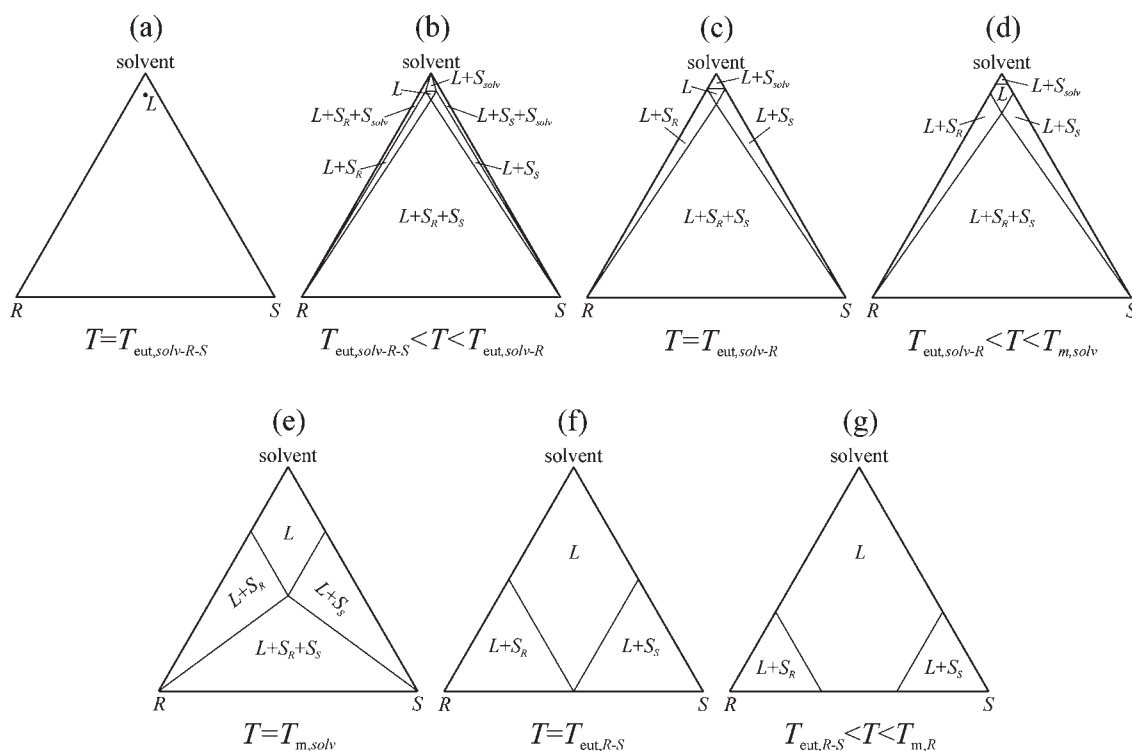 (a)
solvent
L
R
S
T=T_eut,solv-R-S
(b)
solvent
L+S_solv
L
L+S_R+S_solv
L+S_S+S_solv
L+S_R
L+S_S
L+S_R+S_S
R
S
T_eut,solv-R-S<T<T_eut,solv-R
(c)
solvent
L+S_solv
L
L+S_R
L+S_S
L+S_R+S_S
R
S
T=T_eut,solv-R
(d)
solvent
L+S_solv
L
L+S_R
L+S_S
L+S_R+S_S
R
S
T_eut,solv-R<T<T_m,solv
(e)
solvent
L
L+S_R
L+S_S
L+S_R+S_S
R
S
T=T_m,solv
(f)
solvent
L
L+S_R
L+S_S
R
S
T=T_eut,R-S
(g)
solvent
L
L+S_R
L+S_S
R
S
T_eut,R-S<T<T_m,R